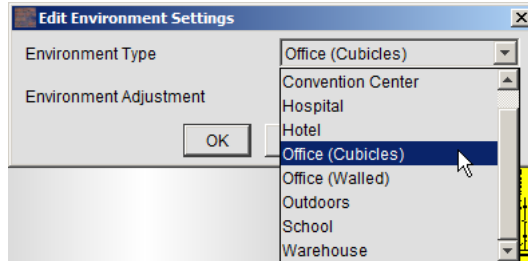 Edit Environment Settings
Environment Type
Office (Cubicles)
Environment Adjustment
OK
Convention Center
Hospital
Hotel
Office (Cubicles)
Office (Walled)
Outdoors
School
Warehouse